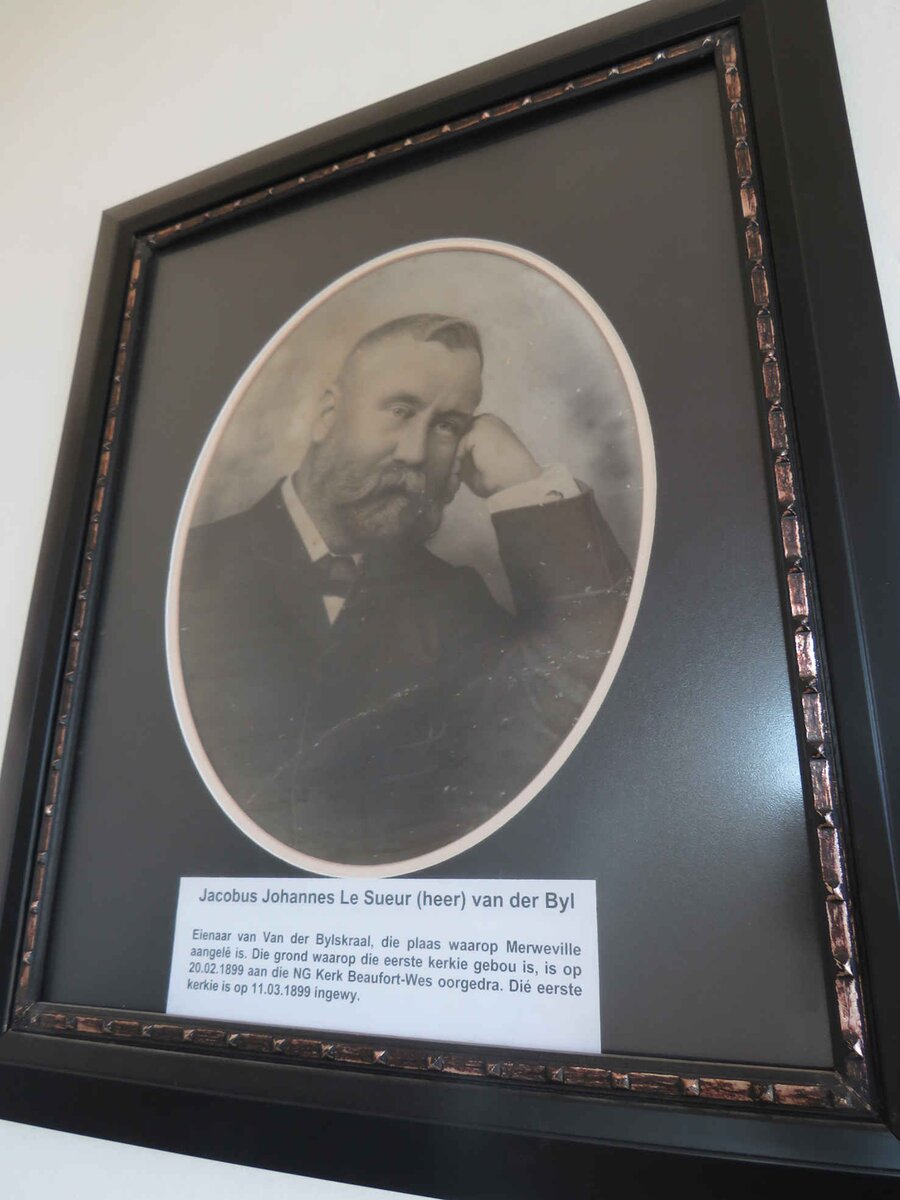 Jacobus Johannes Le Sueur (heer) van der Byl
Eienaar van Van der Bylskraal, die plaas waarop Merweville
aangelê is. Die grond waarop die eerste kerkie gebou is, is op
20.02.1899 aan die NG Kerk Beaufort-Wes oorgedra. Dié eerste
kerkie is op 11.03.1899 ingewy.